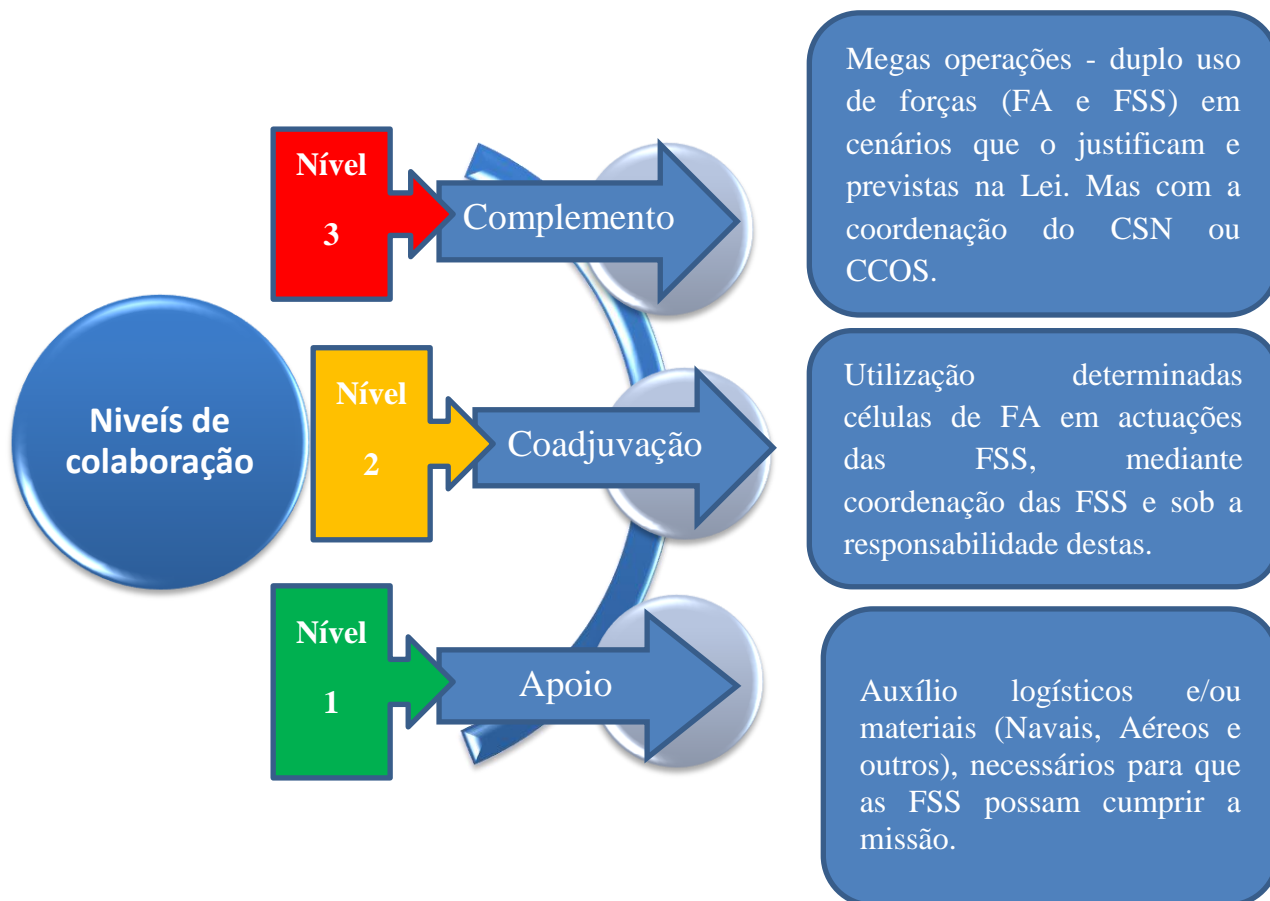 Niveís de
colaboração
Nível
3
Complemento
Megas operações - duplo uso
de forças (FA e FSS) em
cenários que o justificam e
previstas na Lei. Mas com a
coordenação do CSN ou
CCOS.
Nível
2
Coadjuvação
Utilização determinadas
células de FA em actuações
das FSS, mediante
coordenação das FSS e sob a
responsabilidade destas.
Nível
1
Apoio
Auxílio logísticos e/ou
materiais (Navais, Aéreos e
outros), necessários para que
as FSS possam cumprir a
missão.